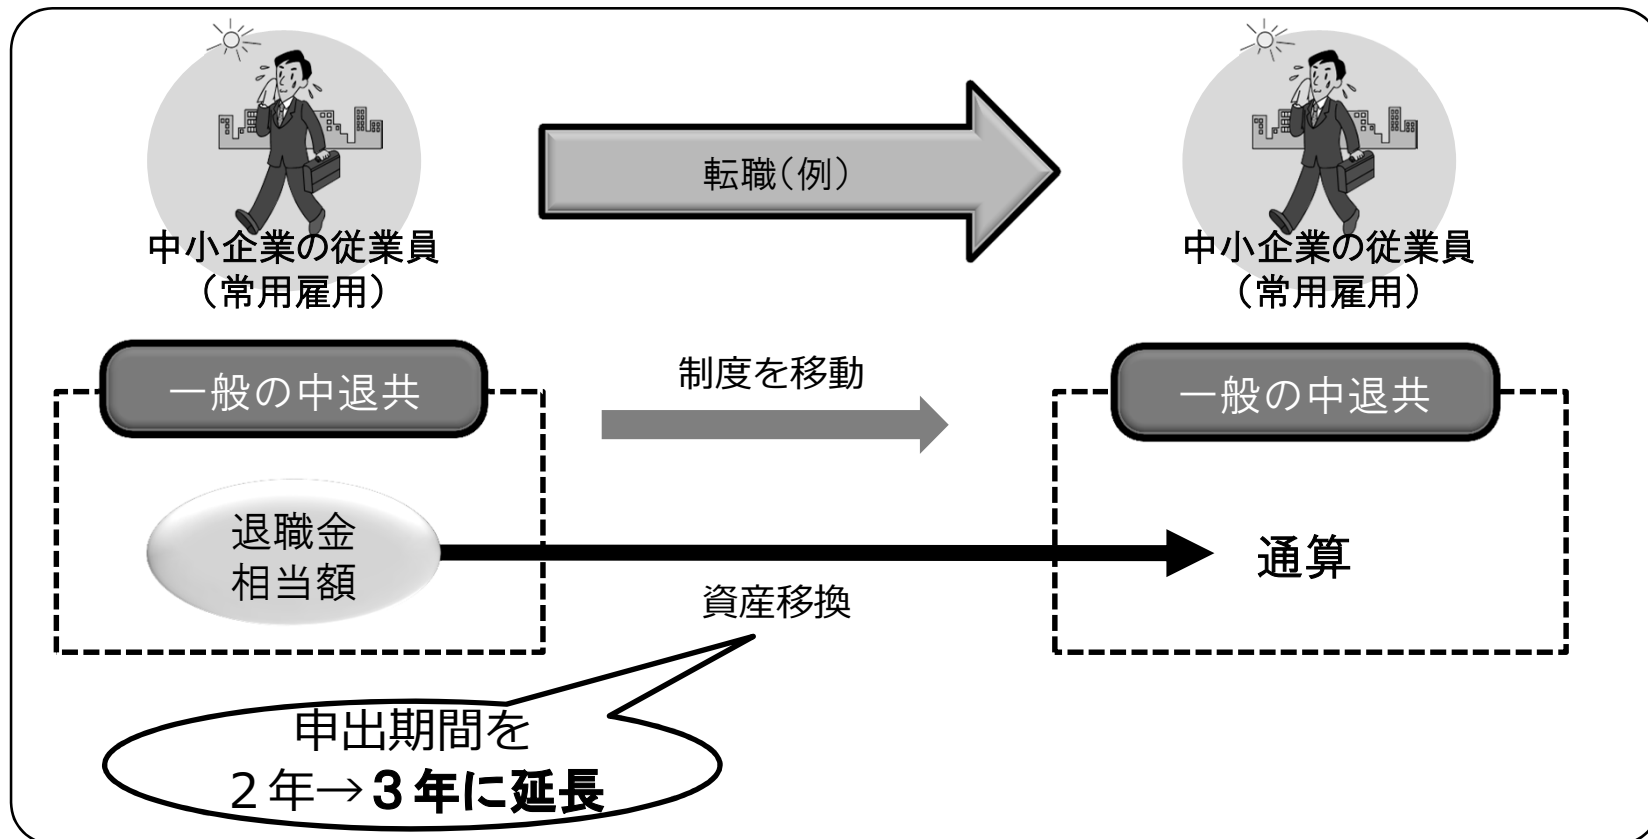 転職(例)
中小企業の従業員
(常用雇用)
中小企業の従業員
(常用雇用)
一般の中退共
制度を移動
一般の中退共
退職金
相当額
資産移換
通算
申出期間を
2年→3年に延長